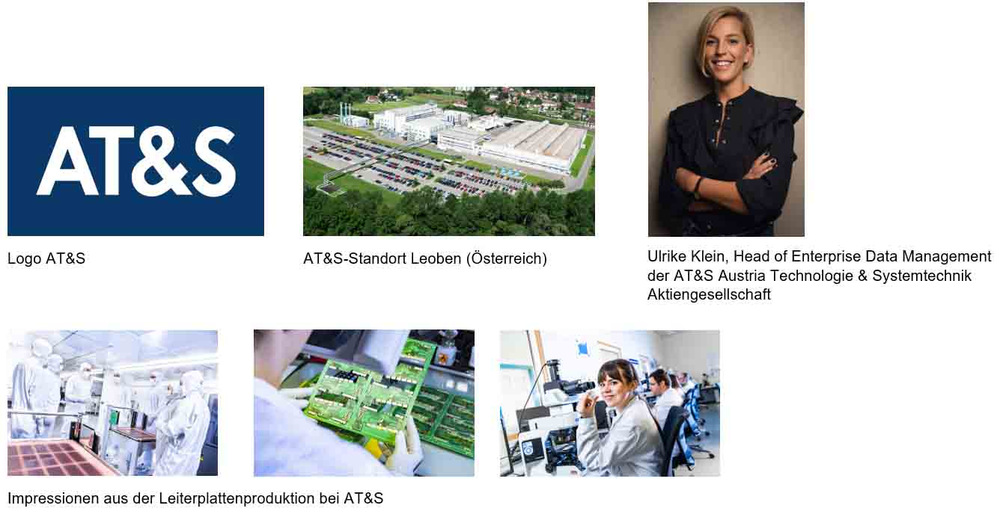 AT&S
Logo AT&S
AT&S-Standort Leoben (Österreich)
Ulrike Klein, Head of Enterprise Data Management
der AT&S Austria Technologie & Systemtechnik
Aktiengesellschaft
Impressionen aus der Leiterplattenproduktion bei AT&S